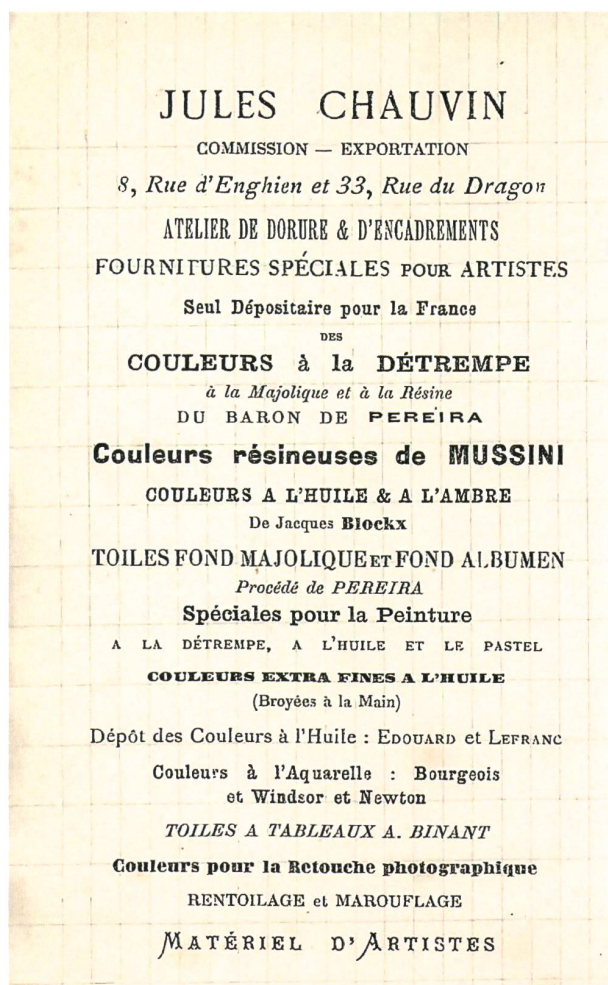 JULES CHAUVIN
COMMISSION — EXPORTATION
8, Rue d'Enghien et 33, Rue du Dragon
ATELIER DE DORURE & D'ENCADREMENTS
FOURNITURES SPÉCIALES POUR ARTISTES
Seul Dépositaire pour la France
DES
COULEURS à la DÉTREMPE
à la Majolique et à la Résine
DU BARON DE PEREIRA
Couleurs résineuses de MUSSINI
COULEURS A L'HUILE & A L'AMBRE
De Jacques Blockx
TOILES FOND MAJOLIQUE ET FOND ALBUMEN
Procédé de PEREIRA
Spéciales pour la Peinture
A LA DÉTREMPE, A L'HUILE ET LE PASTEL
COULEURS EXTRA FINES A L'HUILE
(Broyées à la Main)
Dépôt des Couleurs à l'Huile : EDOUARD et LEFRANC
Couleurs à l'Aquarelle : Bourgeois
et Windsor et Newton
TOILES A TABLEAUX A. BINANT
Couleurs pour la Retouche photographique
RENTOILAGE et MAROUFLAGE
MATÉRIEL D'ARTISTES